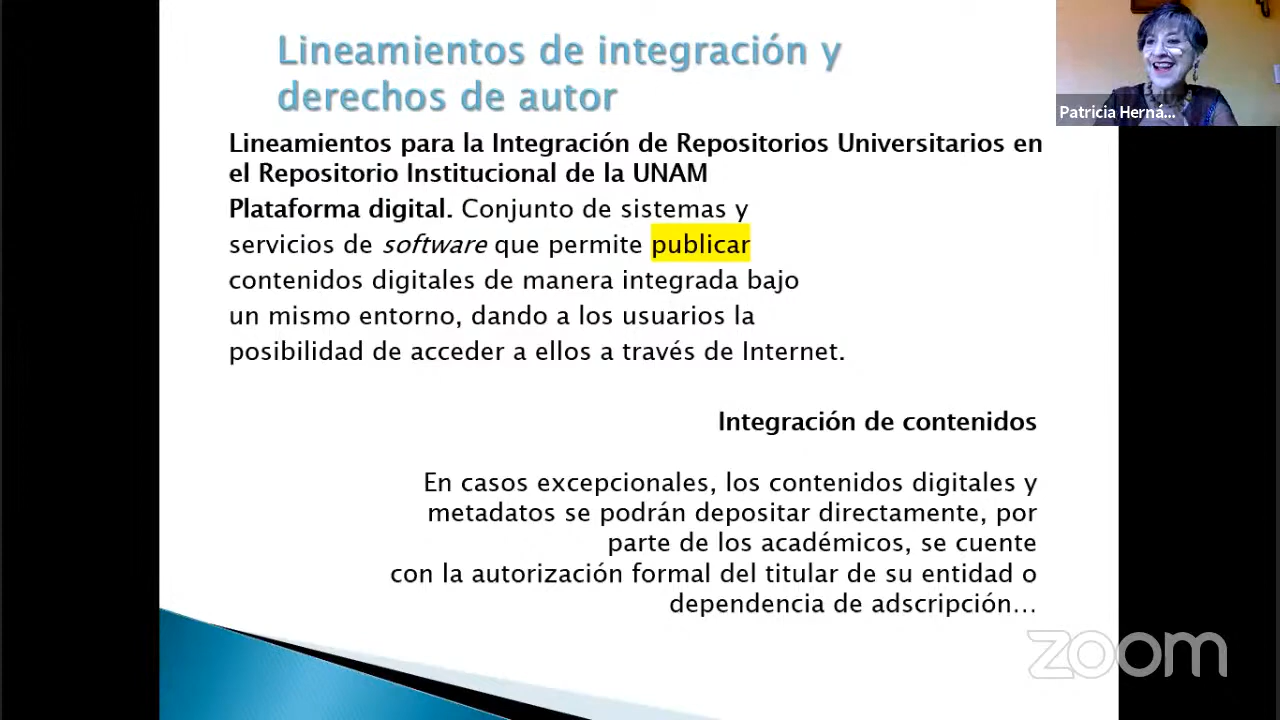 Lineamientos de integración y
derechos de autor
Patricia Herná...
Lineamientos para la Integración de Repositorios Universitarios en
el Repositorio Institucional de la UNAM
Plataforma digital. Conjunto de sistemas y
servicios de software que permite publicar
contenidos digitales de manera integrada bajo
un mismo entorno, dando a los usuarios la
posibilidad de acceder a ellos a través de Internet.
Integración de contenidos
En casos excepcionales, los contenidos digitales y
metadatos se podrán depositar directamente, por
parte de los académicos, se cuente
con la autorización formal del titular de su entidad o
dependencia de adscripción...
zoom